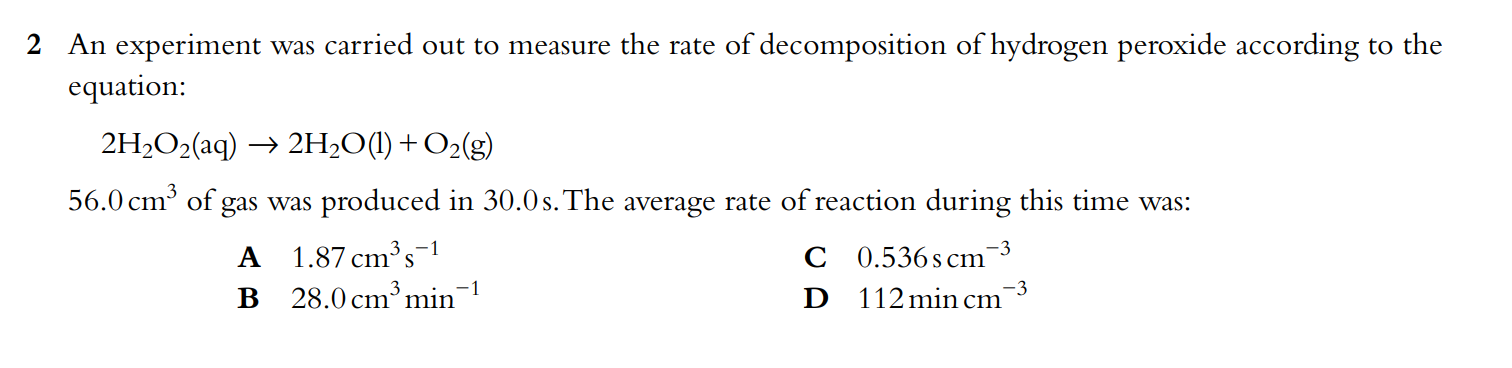 2 An experiment was carried out to measure the rate of decomposition of hydrogen peroxide according to the
equation:
2H₂O₂(aq) → 2H₂O(l) + O₂(g)
56.0 cm³ of gas was produced in 30.0 s. The average rate of reaction during this time was:
A 1.87 cm³ s⁻¹ C 0.536 s cm⁻³
B 28.0 cm³ min⁻¹ D 112 min cm⁻³